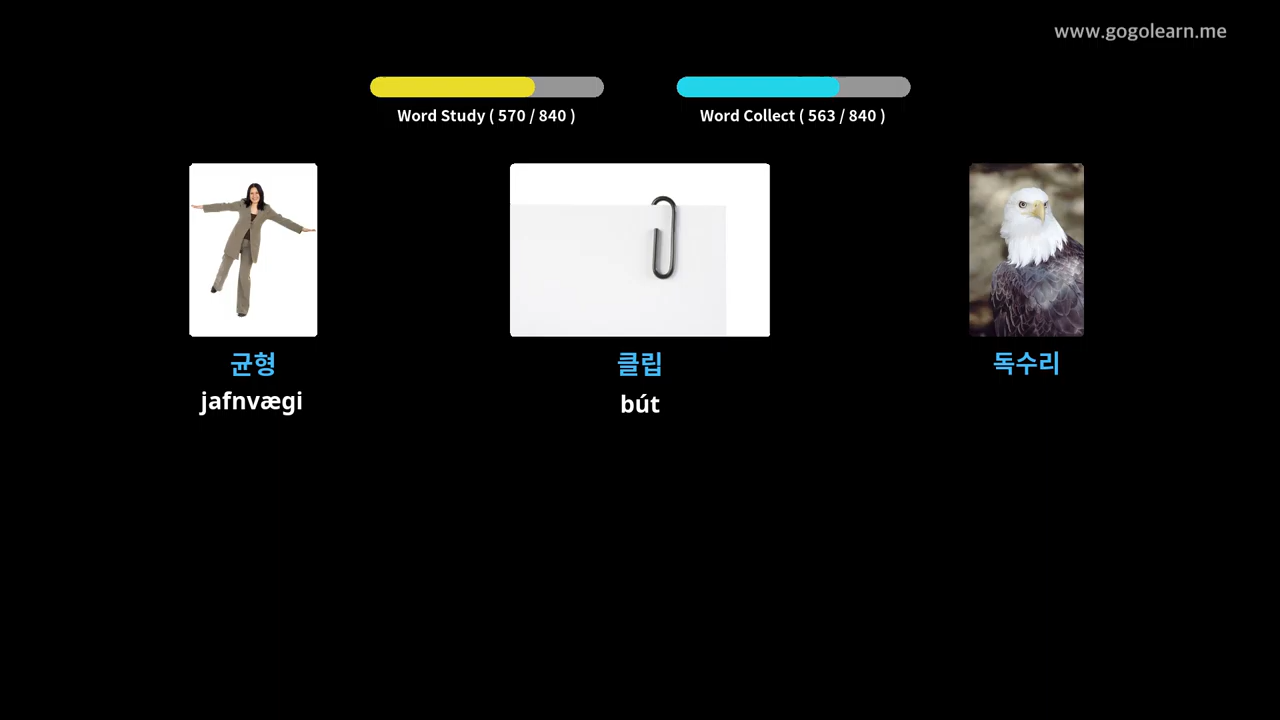 www.gogolearn.me
Word Study ( 570 / 840 )
Word Collect ( 563 / 840 )
균형
클립
독수리
jafnvægi
bút